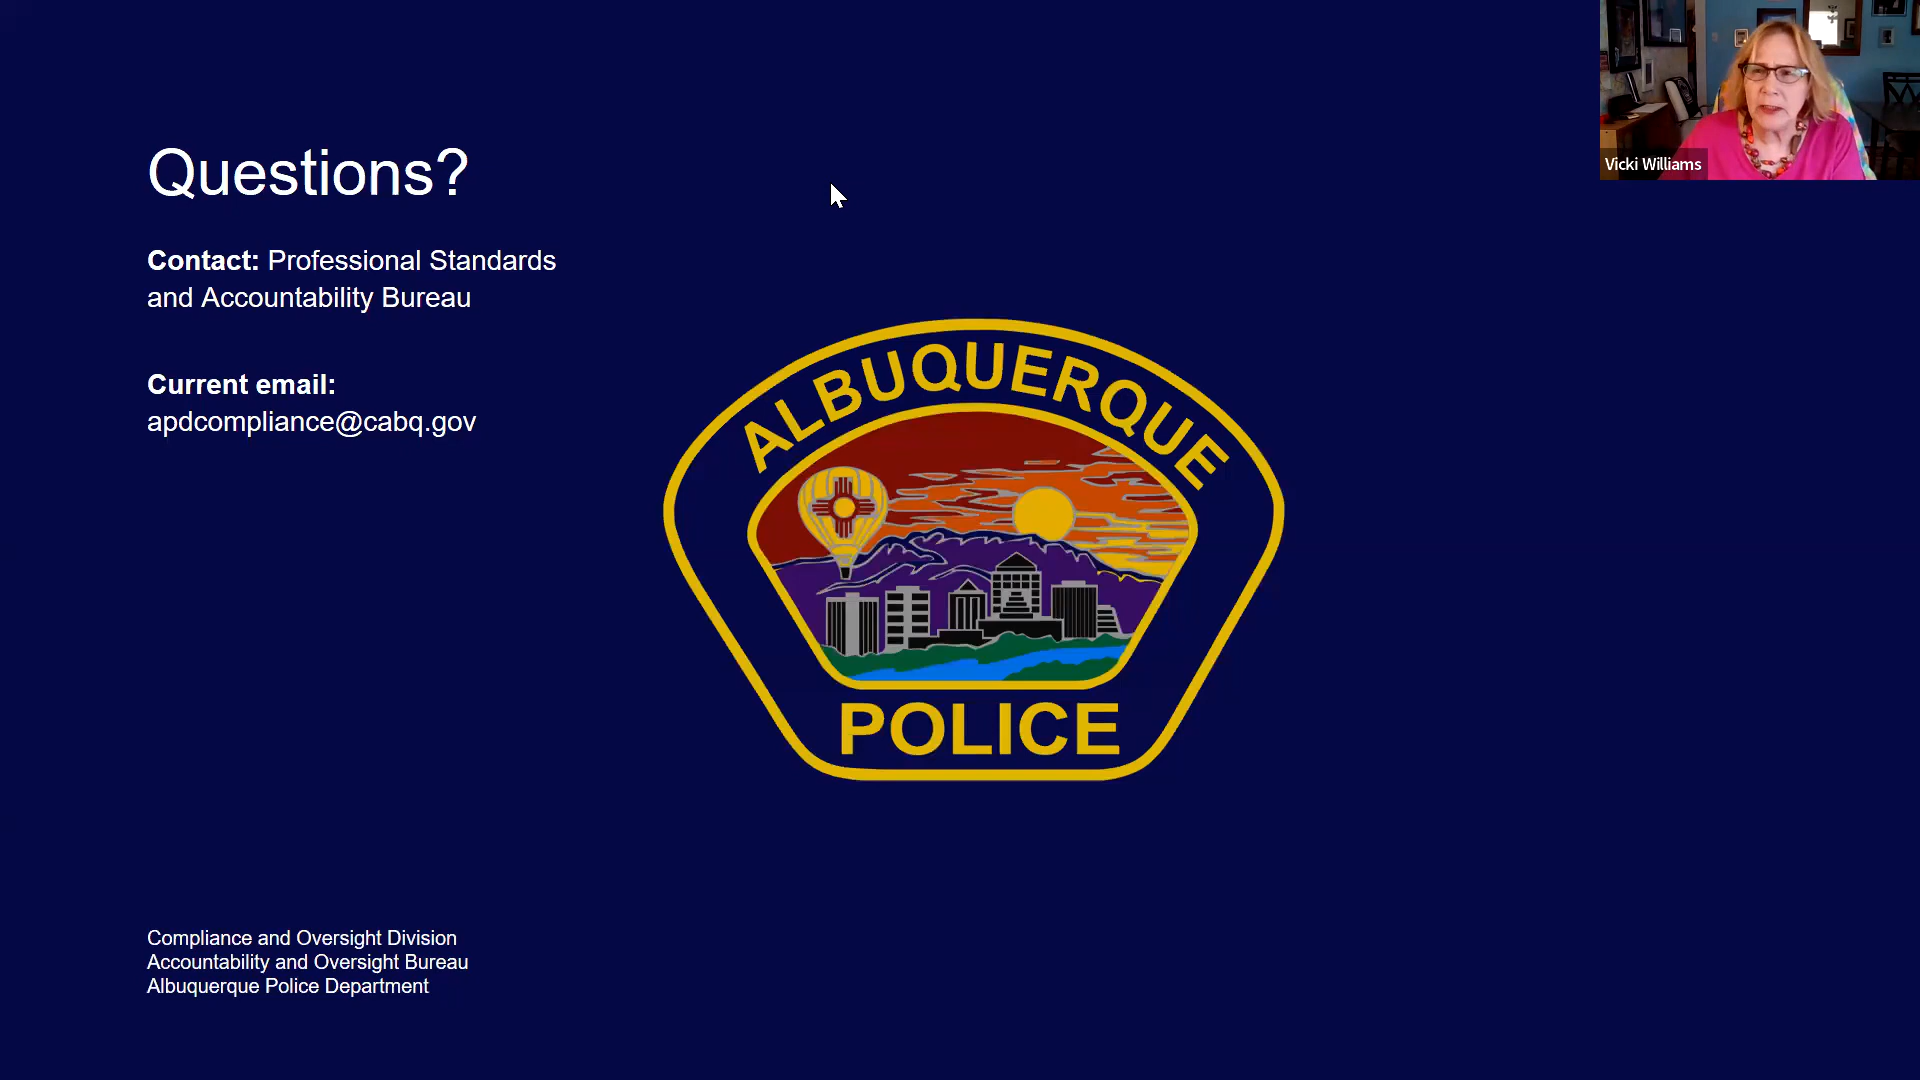 Questions?
Contact: Professional Standards
and Accountability Bureau
Current email:
apdcompliance@cabq.gov
Vicki Williams
ALBUQUERQUE
POLICE
Compliance and Oversight Division
Accountability and Oversight Bureau
Albuquerque Police Department